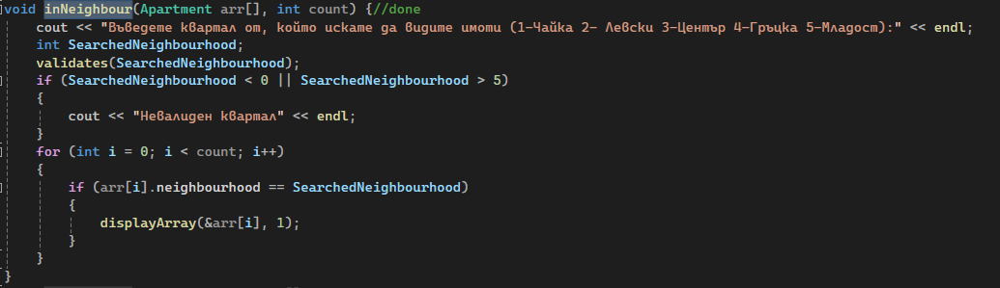 void inNeighbour(Apartment arr[], int count) {//done
cout << "Въведете квартал от, който искате да видите имоти (1-Чайка 2- Левски 3-Център 4-Гръцка 5-Младост):" << endl;
int SearchedNeighbourhood;
validates(SearchedNeighbourhood);
if (SearchedNeighbourhood < 0 || SearchedNeighbourhood > 5)
{
cout << "Невалиден квартал" << endl;
}
for (int i = 0; i < count; i++)
{
if (arr[i].neighbourhood == SearchedNeighbourhood)
{
displayArray(&arr[i], 1);
}
}
}